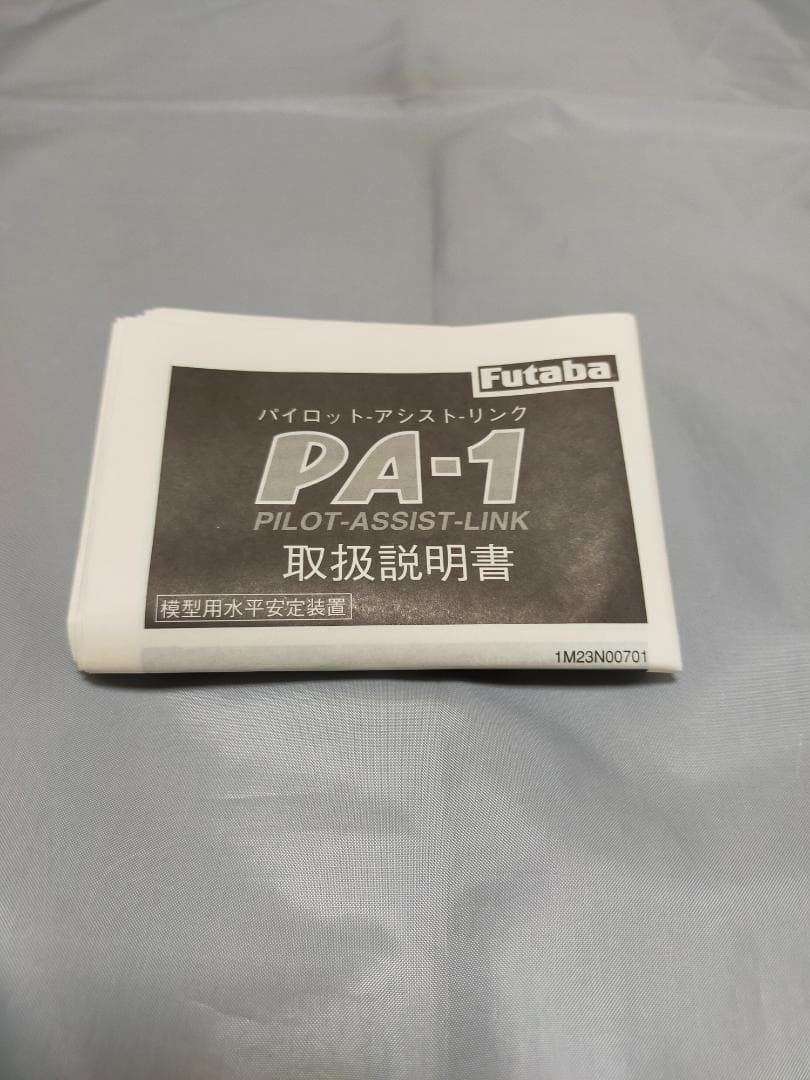 Futaba
パイロット-アシスト-リンク
PA-1
PILOT-ASSIST-LINK
取扱説明書
模型用水平安定装置
1M23N00701